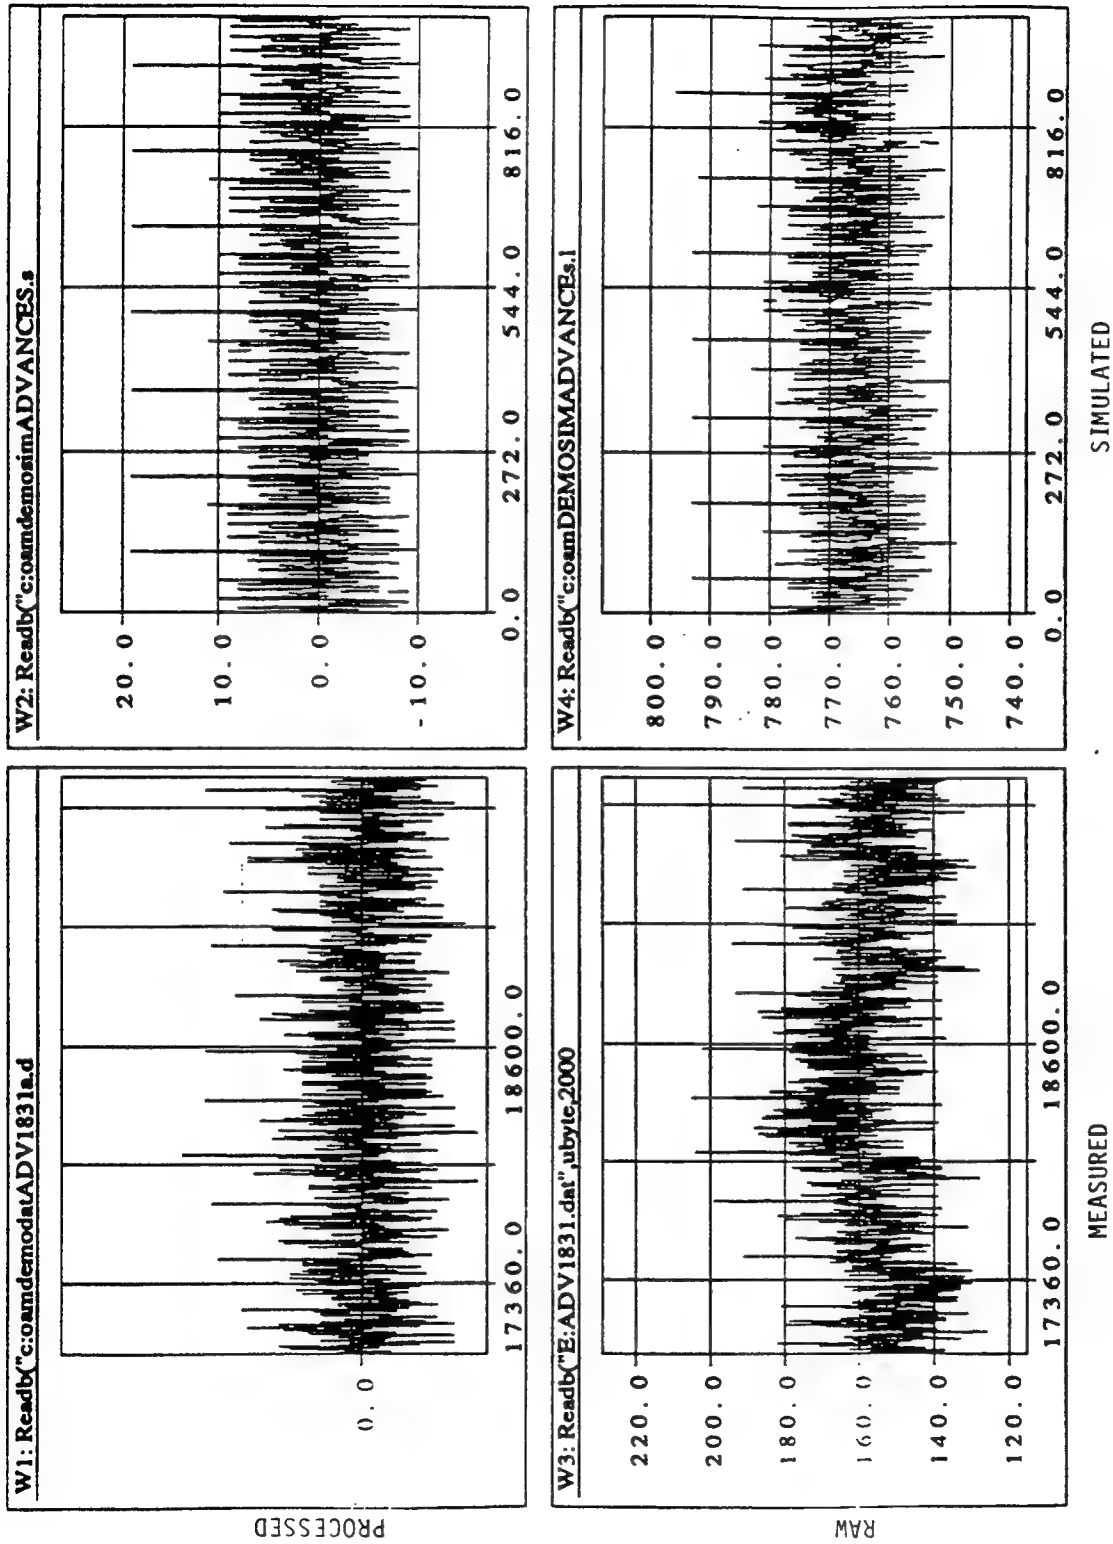 W1: Readb("c:oamdemodatADV1831a.d
0.0
17360.0 18600.0
W2: Readb("c:oamdemosimADVANCES.s
20.0
10.0
0.0
-10.0
0.0 272.0 544.0 816.0
PROCESSED
W3: Readb("E:ADV1831.dat",ubyte,2000
220.0
200.0
180.0
160.0
140.0
120.0
17360.0 18600.0
W4: Readb("c:oamDEMOSIMADVANCEs.l
800.0
790.0
780.0
770.0
760.0
750.0
740.0
0.0 272.0 544.0 816.0
RAW
MEASURED
SIMULATED